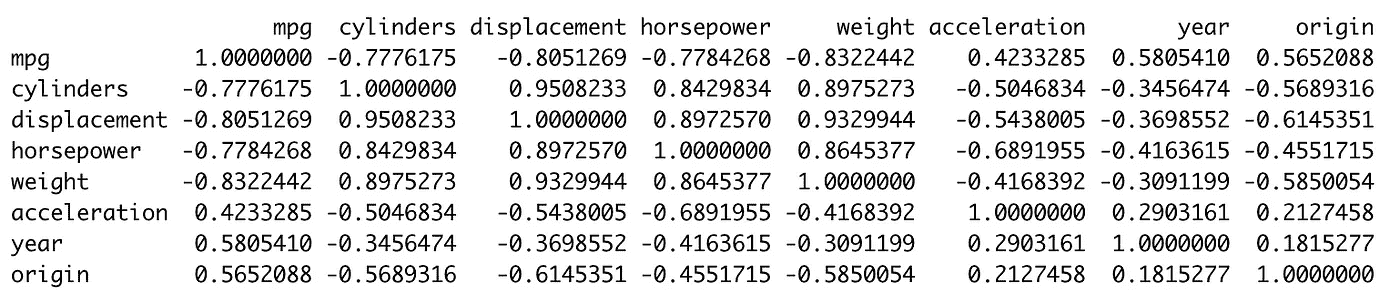 mpg cylinders displacement horsepower weight acceleration year origin
mpg 1.0000000 -0.7776175 -0.8051269 -0.7784268 -0.8322442 0.4233285 0.5805410 0.5652088
cylinders -0.7776175 1.0000000 0.9508233 0.8429834 0.8975273 -0.5046834 -0.3456474 -0.5689316
displacement -0.8051269 0.9508233 1.0000000 0.8972570 0.9329944 -0.5438005 -0.3698552 -0.6145351
horsepower -0.7784268 0.8429834 0.8972570 1.0000000 0.8645377 -0.6891955 -0.4163615 -0.4551715
weight -0.8322442 0.8975273 0.9329944 0.8645377 1.0000000 -0.4168392 -0.3091199 -0.5850054
acceleration 0.4233285 -0.5046834 -0.5438005 -0.6891955 -0.4168392 1.0000000 0.2903161 0.2127458
year 0.5805410 -0.3456474 -0.3698552 -0.4163615 -0.3091199 0.2903161 1.0000000 0.1815277
origin 0.5652088 -0.5689316 -0.6145351 -0.4551715 -0.5850054 0.2127458 0.1815277 1.0000000